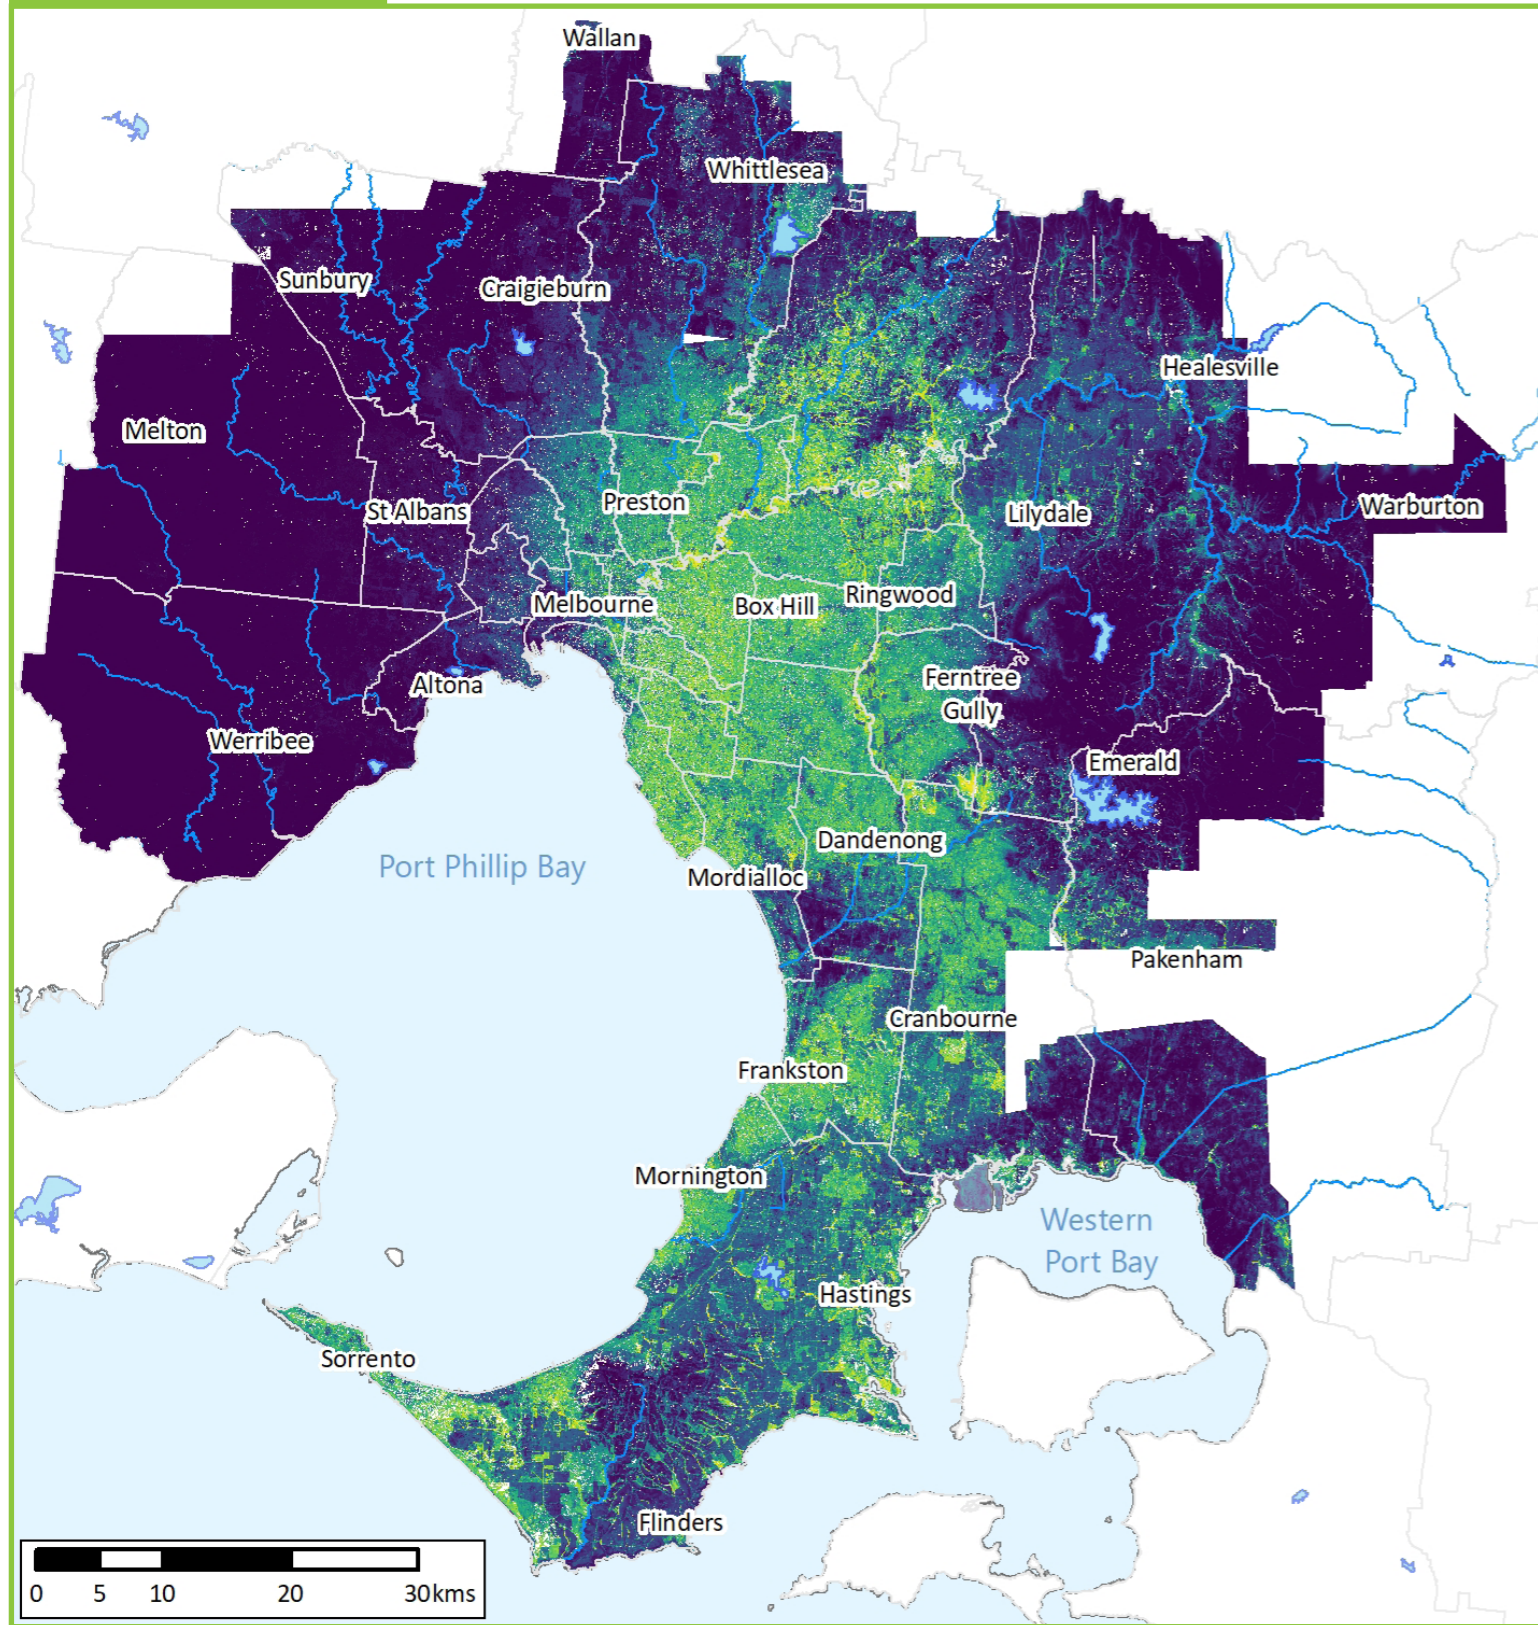 Wallan
Whittlesea
Sunbury
Craigieburn
Healesville
Melton
St Albans
Preston
Lilydale
Warburton
Melbourne
Box Hill
Ringwood
Altona
Ferntree
Gully
Werribee
Emerald
Port Phillip Bay
Dandenong
Mordialloc
Pakenham
Cranbourne
Frankston
Mornington
Western
Port Bay
Hastings
Sorrento
Flinders
0 5 10 20 30kms